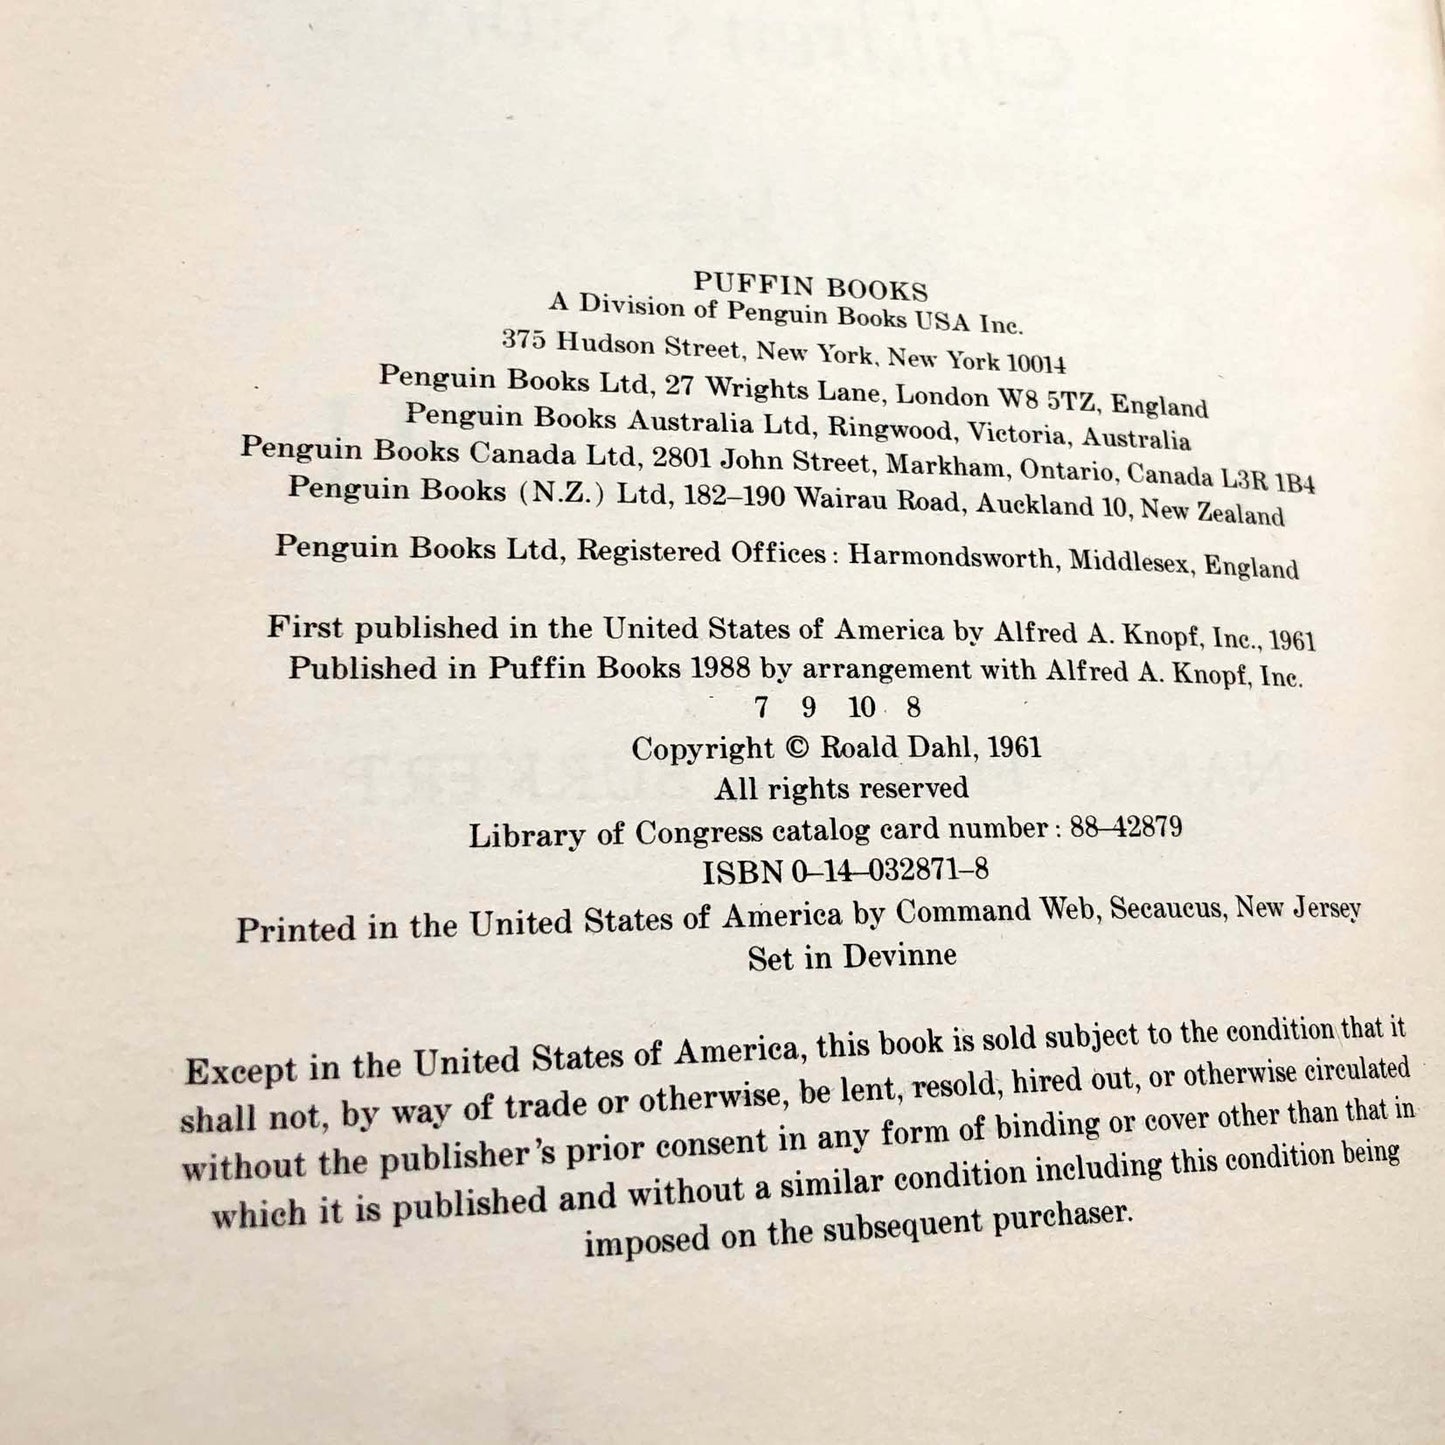 PUFFIN BOOKS
A Division of Penguin Books USA Inc.
375 Hudson Street, New York, New York 10014
Penguin Books Ltd, 27 Wrights Lane, London W8 5TZ, England
Penguin Books Australia Ltd, Ringwood, Victoria, Australia
Penguin Books Canada Ltd, 2801 John Street, Markham, Ontario, Canada L3R 1B4
Penguin Books (N.Z.) Ltd, 182–190 Wairau Road, Auckland 10, New Zealand
Penguin Books Ltd, Registered Offices: Harmondsworth, Middlesex, England
First published in the United States of America by Alfred A. Knopf, Inc., 1961
Published in Puffin Books 1988 by arrangement with Alfred A. Knopf, Inc.
7 9 10 8
Copyright © Roald Dahl, 1961
All rights reserved
Library of Congress catalog card number: 88–42879
ISBN 0–14–032871–8
Printed in the United States of America by Command Web, Secaucus, New Jersey
Set in Devinne
Except in the United States of America, this book is sold subject to the condition that it
shall not, by way of trade or otherwise, be lent, resold, hired out, or otherwise circulated
without the publisher's prior consent in any form of binding or cover other than that in
which it is published and without a similar condition including this condition being
imposed on the subsequent purchaser.